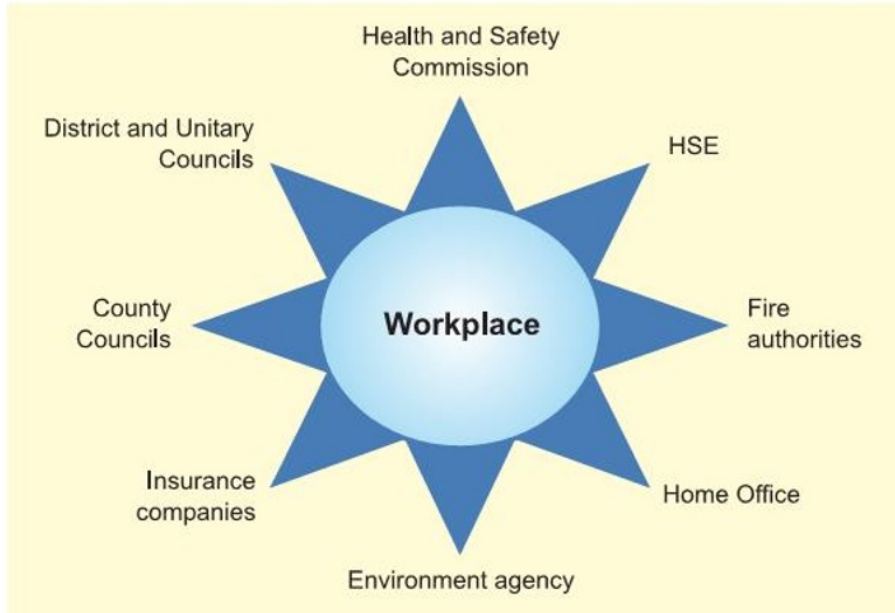 Health and Safety
Commission
District and Unitary
Councils
HSE
County
Councils
Workplace
Fire
authorities
Insurance
companies
Home Office
Environment agency